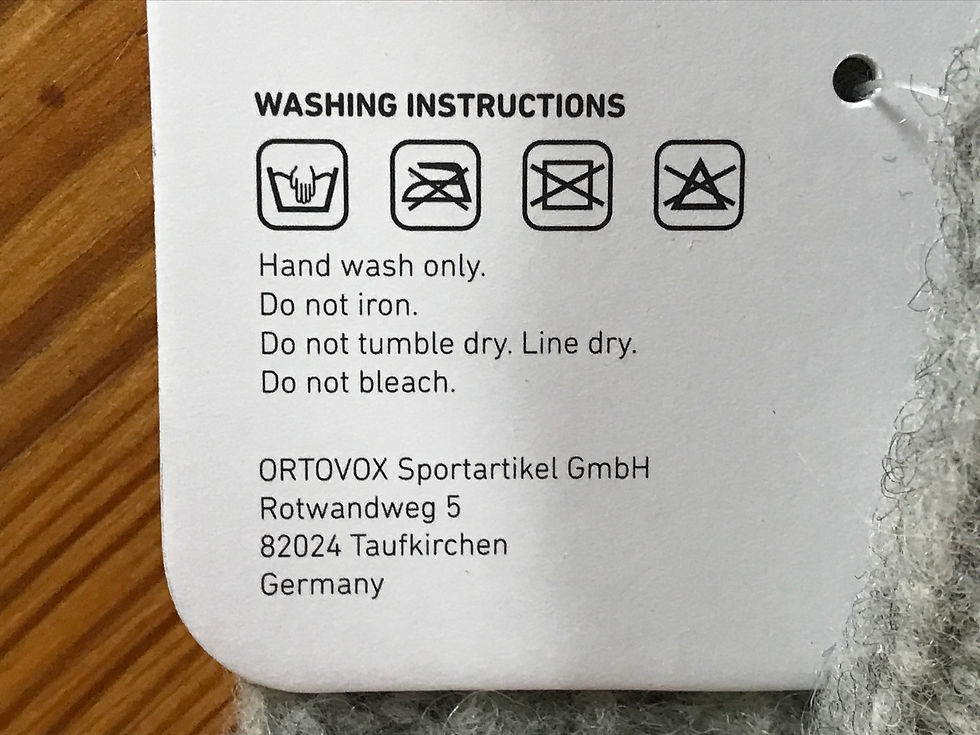 WASHING INSTRUCTIONS
Hand wash only.
Do not iron.
Do not tumble dry. Line dry.
Do not bleach.
ORTOVOX Sportartikel GmbH
Rotwandweg 5
82024 Taufkirchen
Germany